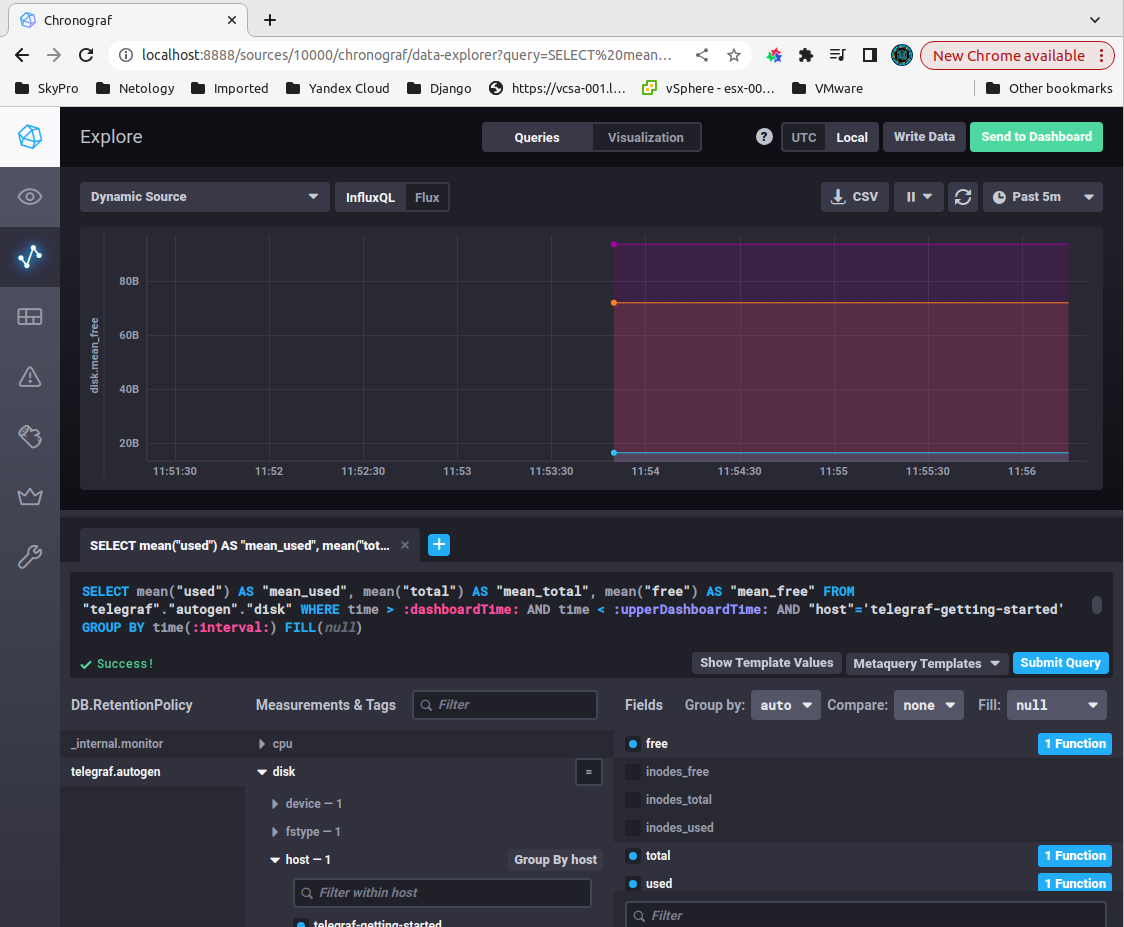 Chronograf
localhost:8888/sources/10000/chronograf/data-explorer?query=SELECT%20mean...
New Chrome available
SkyPro
Netology
Imported
Yandex Cloud
Django
https://vcsa-001.l...
vSphere - esx-00...
VMware
Other bookmarks
Explore
Queries
Visualization
?
UTC
Local
Write Data
Send to Dashboard
Dynamic Source
InfluxQL
Flux
CSV
Past 5m
disk.mean_free
80B
60B
40B
20B
11:51:30
11:52
11:52:30
11:53
11:53:30
11:54
11:54:30
11:55
11:55:30
11:56
SELECT mean("used") AS "mean_used", mean("tot...
SELECT mean("used") AS "mean_used", mean("total") AS "mean_total", mean("free") AS "mean_free" FROM
"telegraf"."autogen"."disk" WHERE time > :dashboardTime: AND time < :upperDashboardTime: AND "host"='telegraf-getting-started'
GROUP BY time(:interval:) FILL(null)
Success!
Show Template Values
Metaquery Templates
Submit Query
DB.RetentionPolicy
Measurements & Tags
Filter
Fields
Group by:
auto
Compare:
none
Fill:
null
_internal.monitor
cpu
free
1 Function
telegraf.autogen
disk
=
inodes_free
device — 1
inodes_total
fstype — 1
inodes_used
host — 1
Group By host
total
1 Function
Filter within host
used
1 Function
telegraf-getting-started
Filter